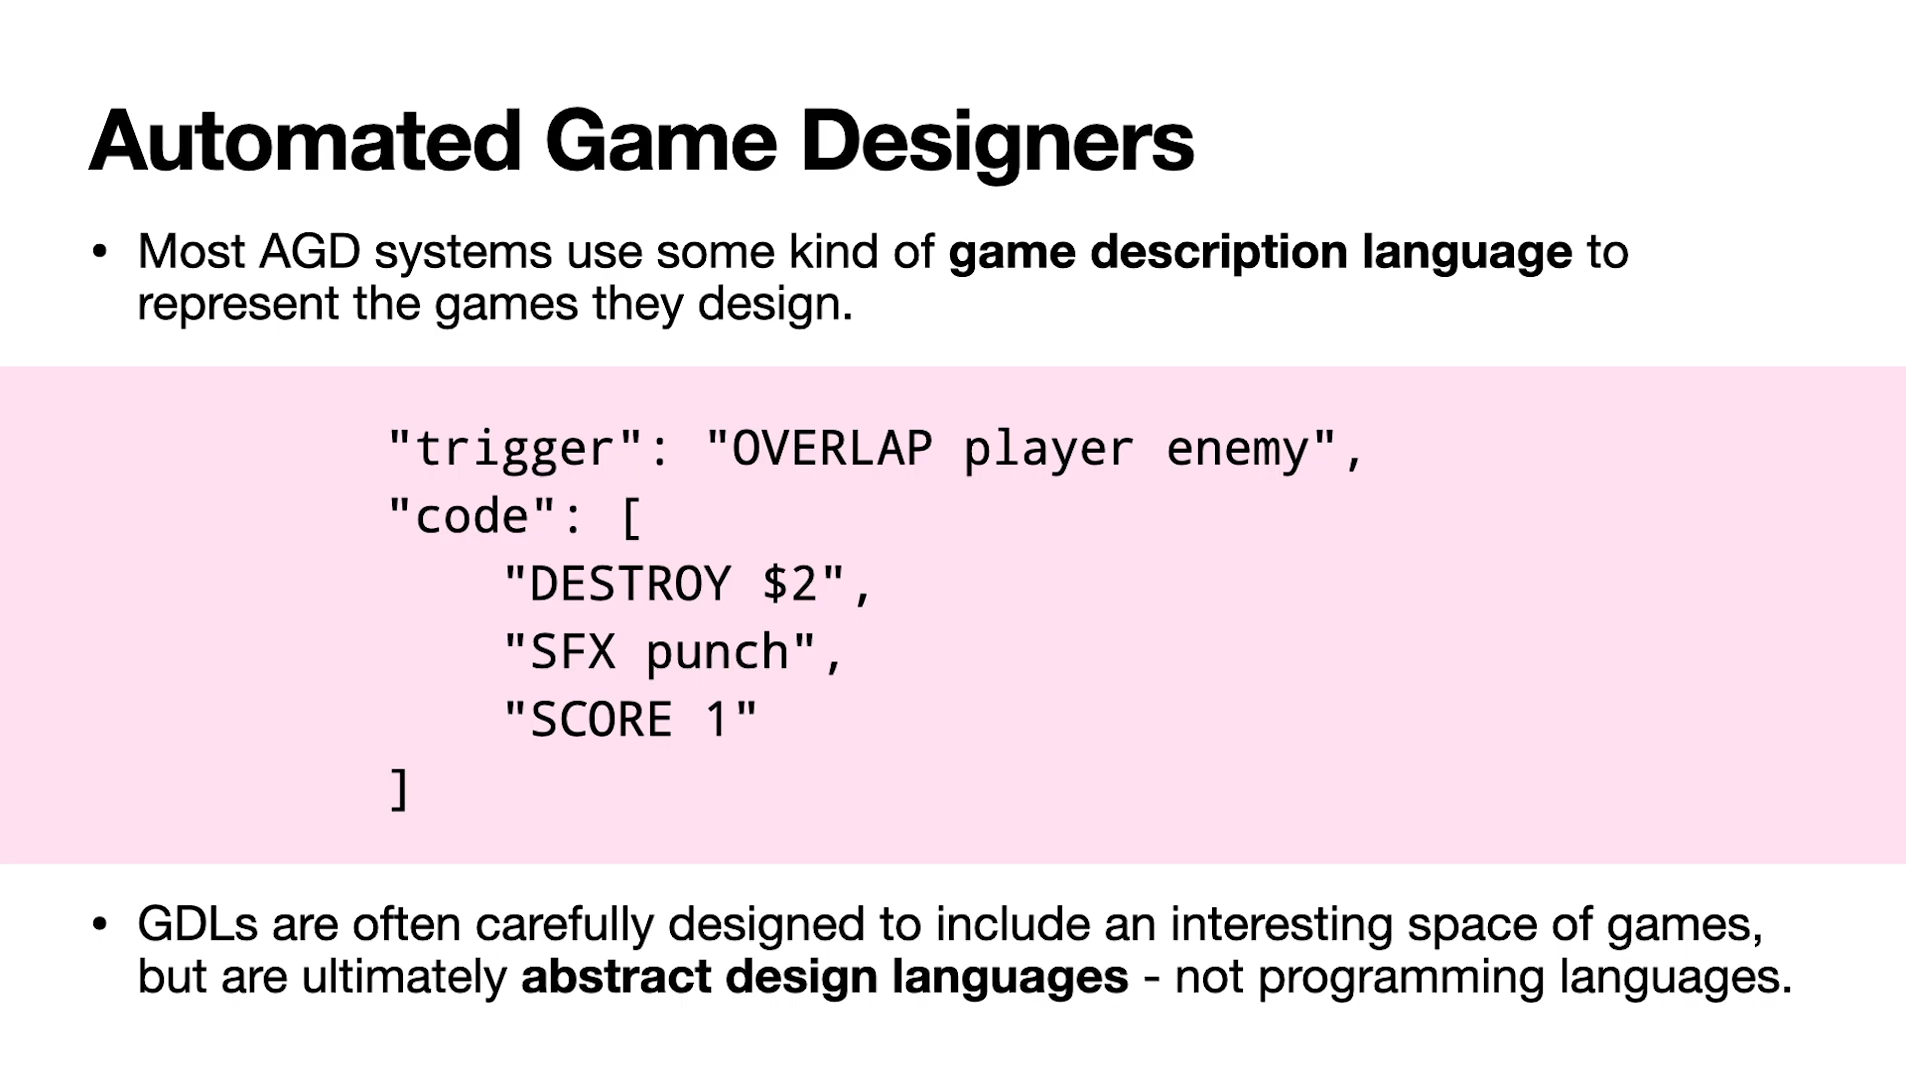 Automated Game Designers
• Most AGD systems use some kind of game description language to
represent the games they design.
"trigger": "OVERLAP player enemy",
"code": [
"DESTROY $2",
"SFX punch",
"SCORE 1"
]
• GDLs are often carefully designed to include an interesting space of games,
but are ultimately abstract design languages - not programming languages.